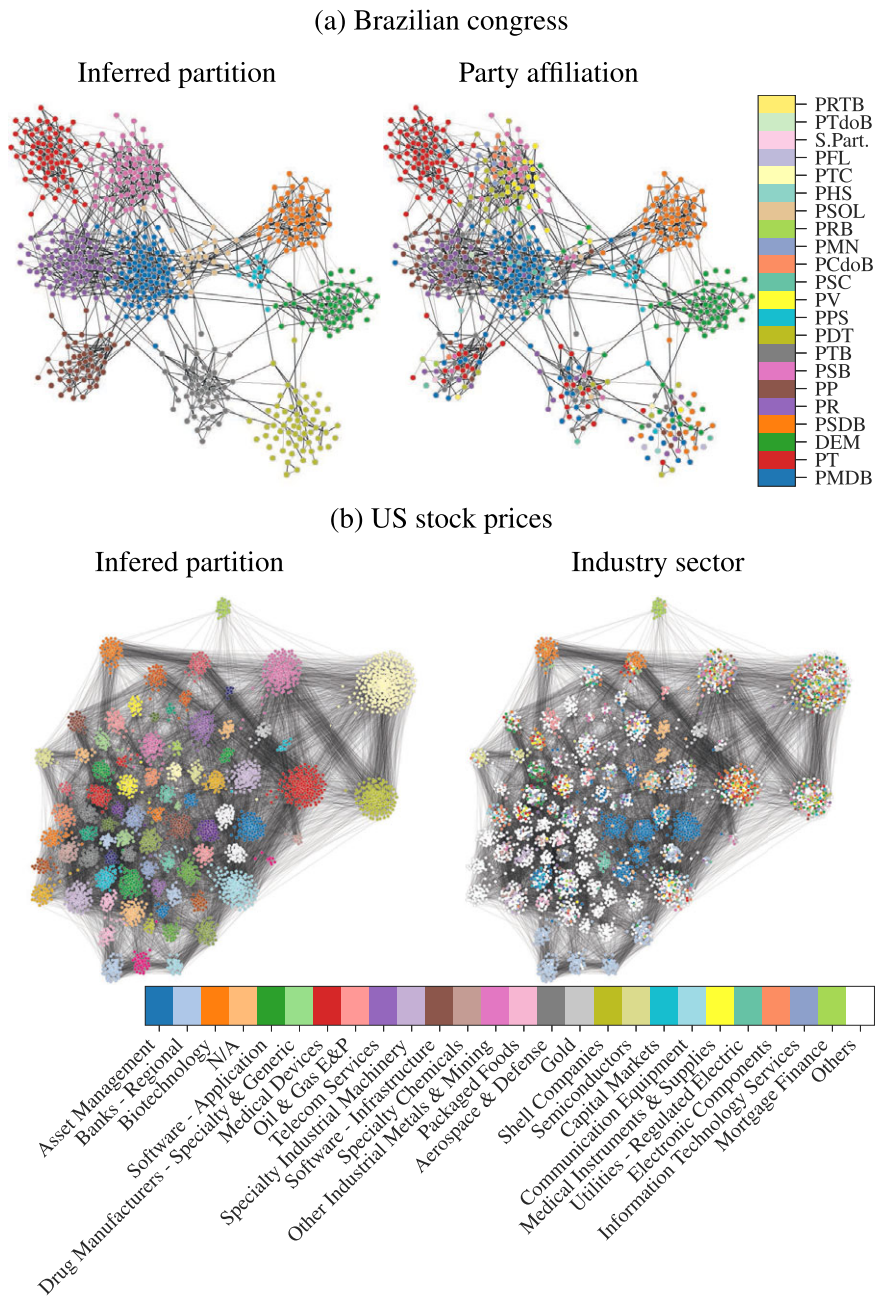 (a) Brazilian congress
Inferred partition
Party affiliation
PRTB
PTdoB
S.Part.
PFL
PTC
PHS
PSOL
PRB
PMN
PCdoB
PSC
PV
PPS
PDT
PTB
PSB
PP
PR
PSDB
DEM
PT
PMDB
(b) US stock prices
Infered partition
Industry sector
Asset Management
Banks - Regional
Biotechnology
N/A
Software - Application
Drug Manufacturers - Specialty & Generic
Medical Devices
Oil & Gas E&P
Telecom Services
Specialty Industrial Machinery
Software - Infrastructure
Specialty Chemicals
Other Industrial Metals & Mining
Packaged Foods
Aerospace & Defense
Gold
Shell Companies
Semiconductors
Capital Markets
Communication Equipment
Medical Instruments & Supplies
Utilities - Regulated Electric
Electronic Components
Information Technology Services
Mortgage Finance
Others